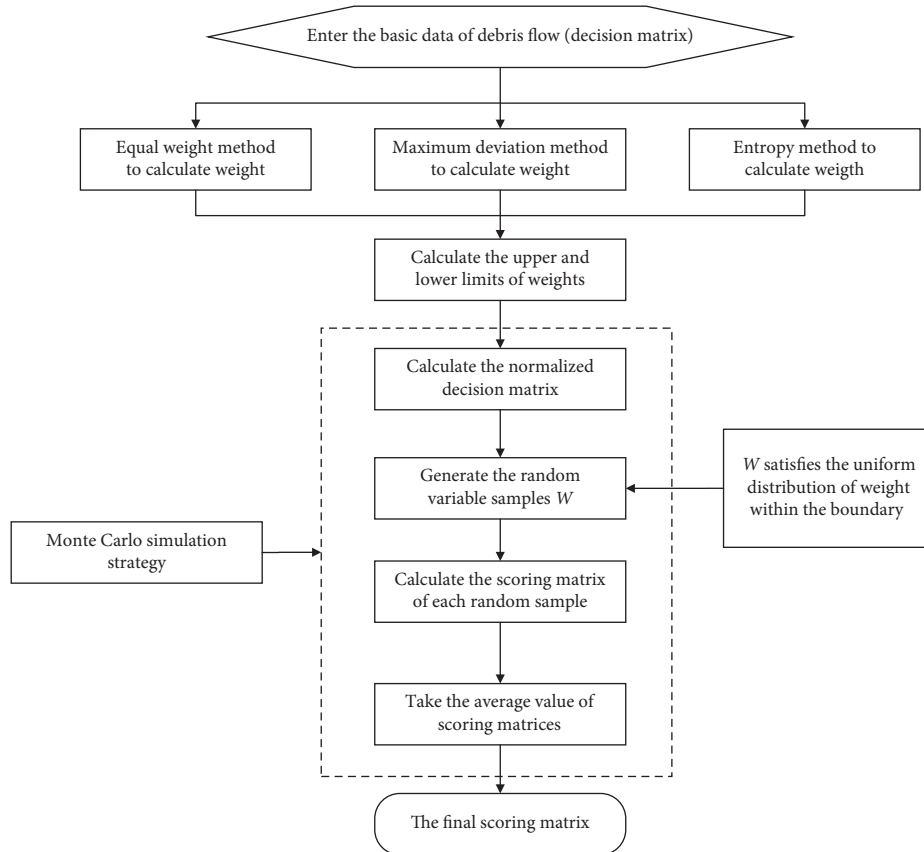 Enter the basic data of debris flow (decision matrix)
Equal weight method
to calculate weight
Maximum deviation method
to calculate weight
Entropy method to
calculate weigth
Calculate the upper and
lower limits of weights
Calculate the normalized
decision matrix
Generate the random
variable samples W
W satisfies the uniform
distribution of weight
within the boundary
Monte Carlo simulation
strategy
Calculate the scoring matrix
of each random sample
Take the average value of
scoring matrices
The final scoring matrix